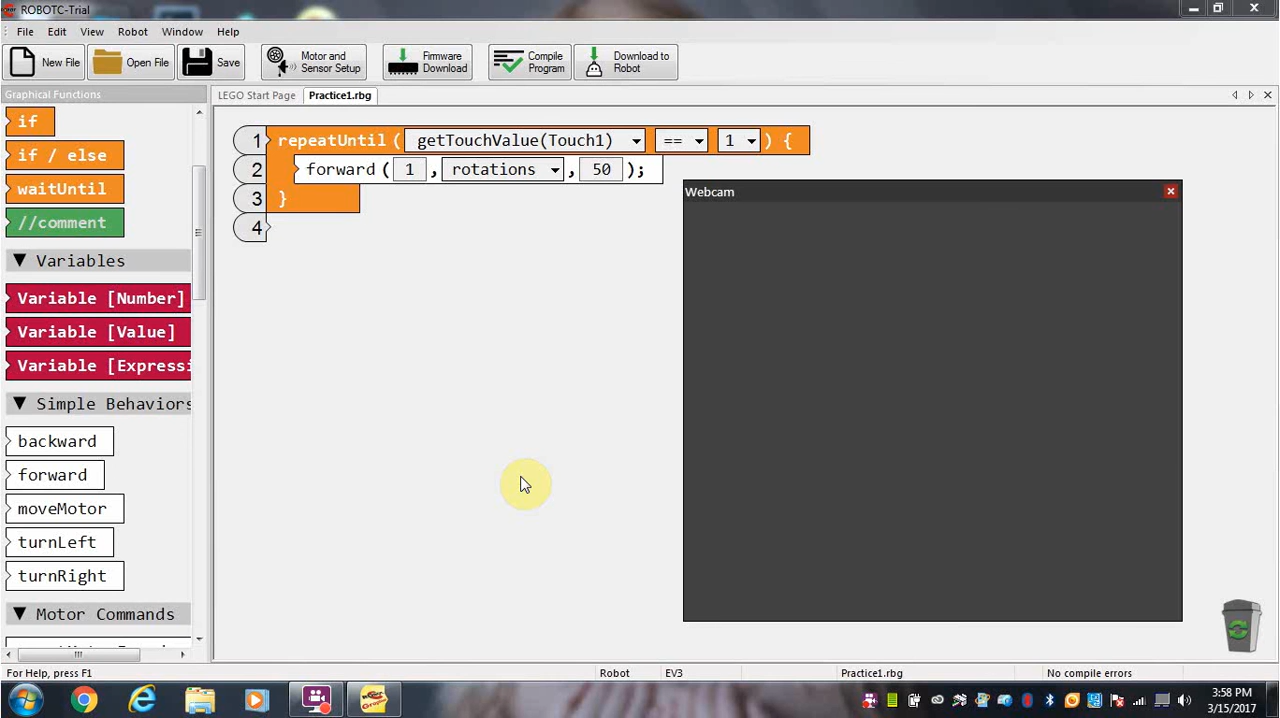 ROBOTC-Trial
File Edit View Robot Window Help
New File Open File Save Motor and Sensor Setup Firmware Download Compile Program Download to Robot
Graphical Functions
LEGO Start Page Practice1.rbg
if
if / else
waitUntil
//comment
Variables
Variable [Number]
Variable [Value]
Variable [Expressi
Simple Behaviors
backward
forward
moveMotor
turnLeft
turnRight
Motor Commands
1 repeatUntil ( getTouchValue(Touch1) == 1 ) {
2 forward ( 1 , rotations , 50 );
3 }
4
Webcam
For Help, press F1 Robot EV3 Practice1.rbg No compile errors
3:58 PM
3/15/2017